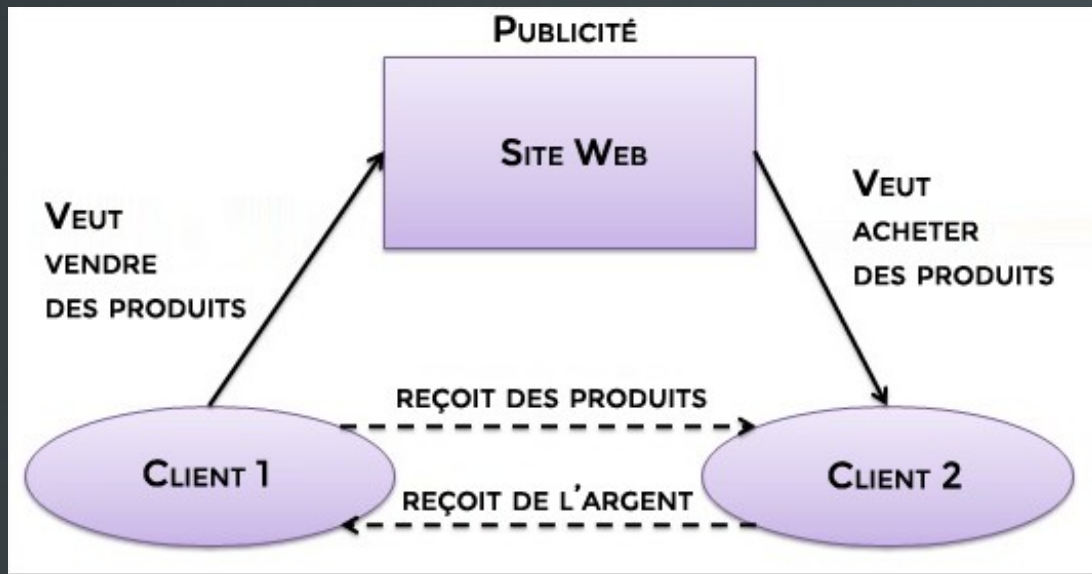 Publicité
Site Web
Veut
vendre
des produits
Veut
acheter
des produits
reçoit des produits
Client 1
Client 2
reçoit de l'argent